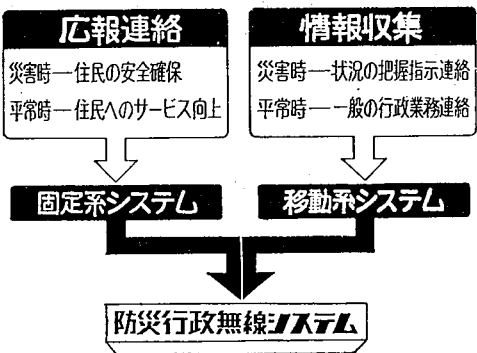 広報連絡
災害時―住民の安全確保
平常時―住民へのサービス向上
情報収集
災害時―状況の把握指示連絡
平常時―一般の行政業務連絡
固定系システム
移動系システム
防災行政無線システム